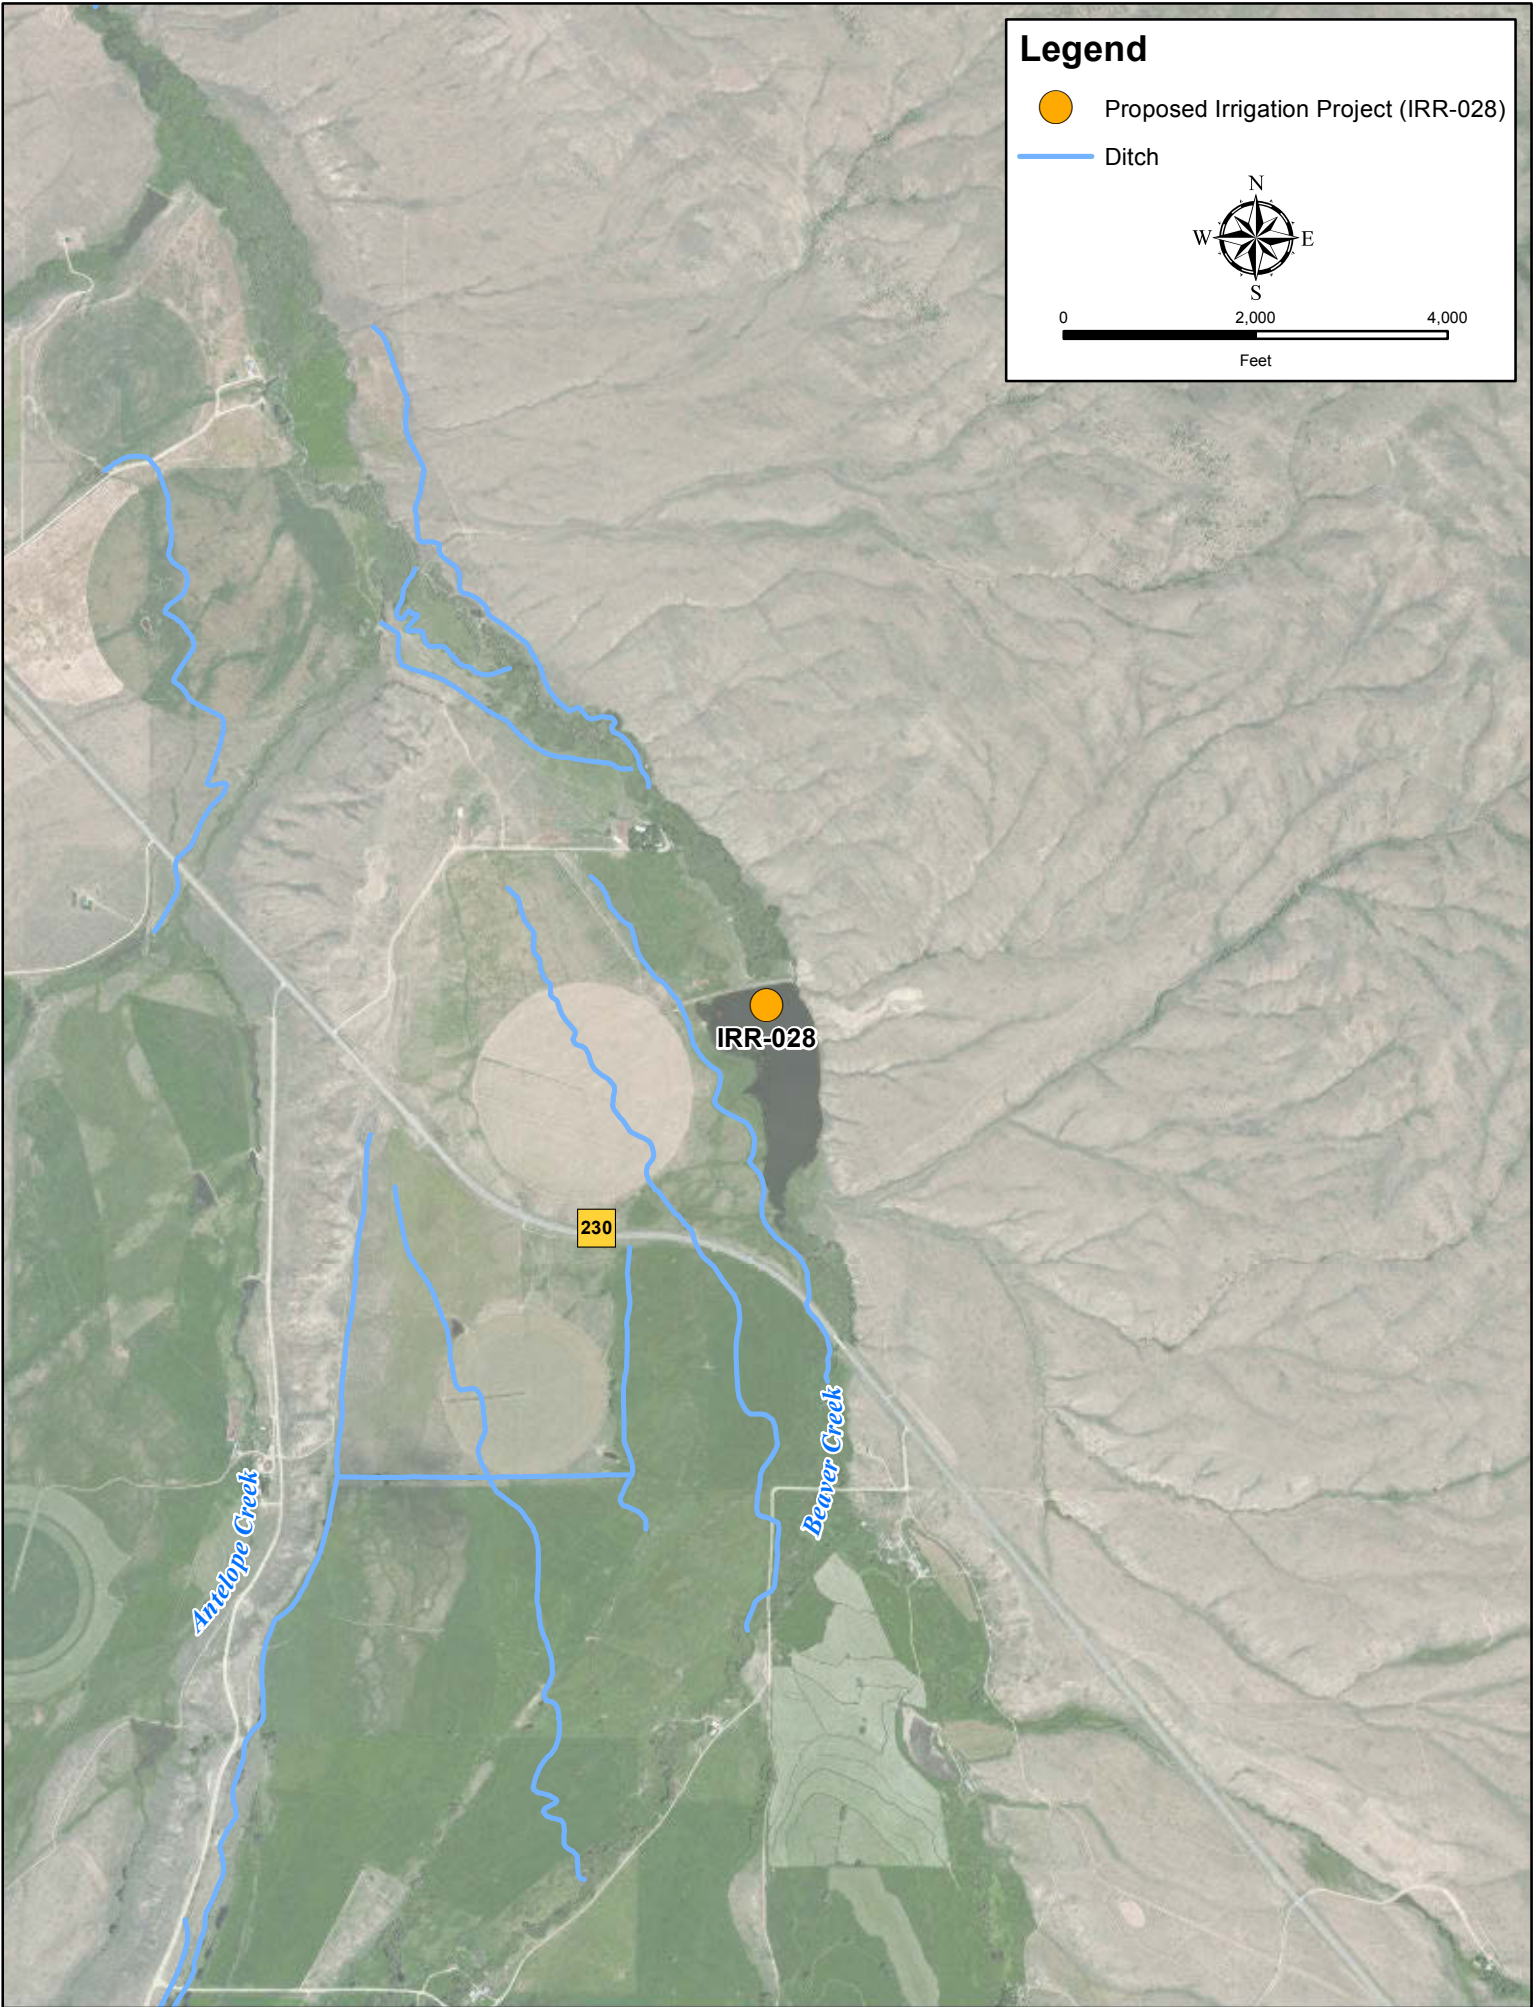 Legend
Proposed Irrigation Project (IRR-028)
Ditch
N
W E
S
0 2,000 4,000
Feet
IRR-028
230
Beaver Creek
Antelope Creek